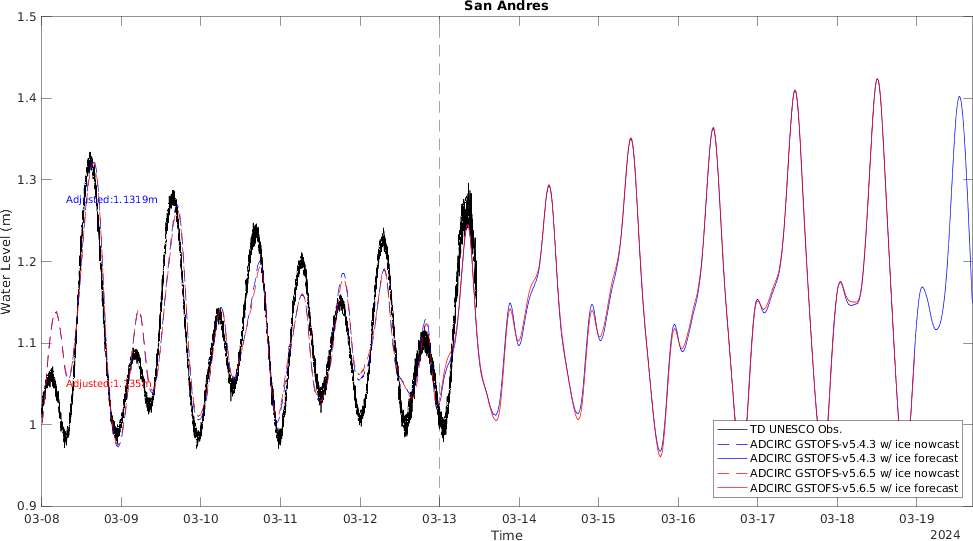 San Andres
Water Level (m)
1.5
1.4
1.3
1.2
1.1
1
0.9
Adjusted:1.1319m
Adjusted:1.135m
TD UNESCO Obs.
ADCIRC GSTOFS-v5.4.3 w/ ice nowcast
ADCIRC GSTOFS-v5.4.3 w/ ice forecast
ADCIRC GSTOFS-v5.6.5 w/ ice nowcast
ADCIRC GSTOFS-v5.6.5 w/ ice forecast
03-08 03-09 03-10 03-11 03-12 03-13 03-14 03-15 03-16 03-17 03-18 03-19
Time
2024